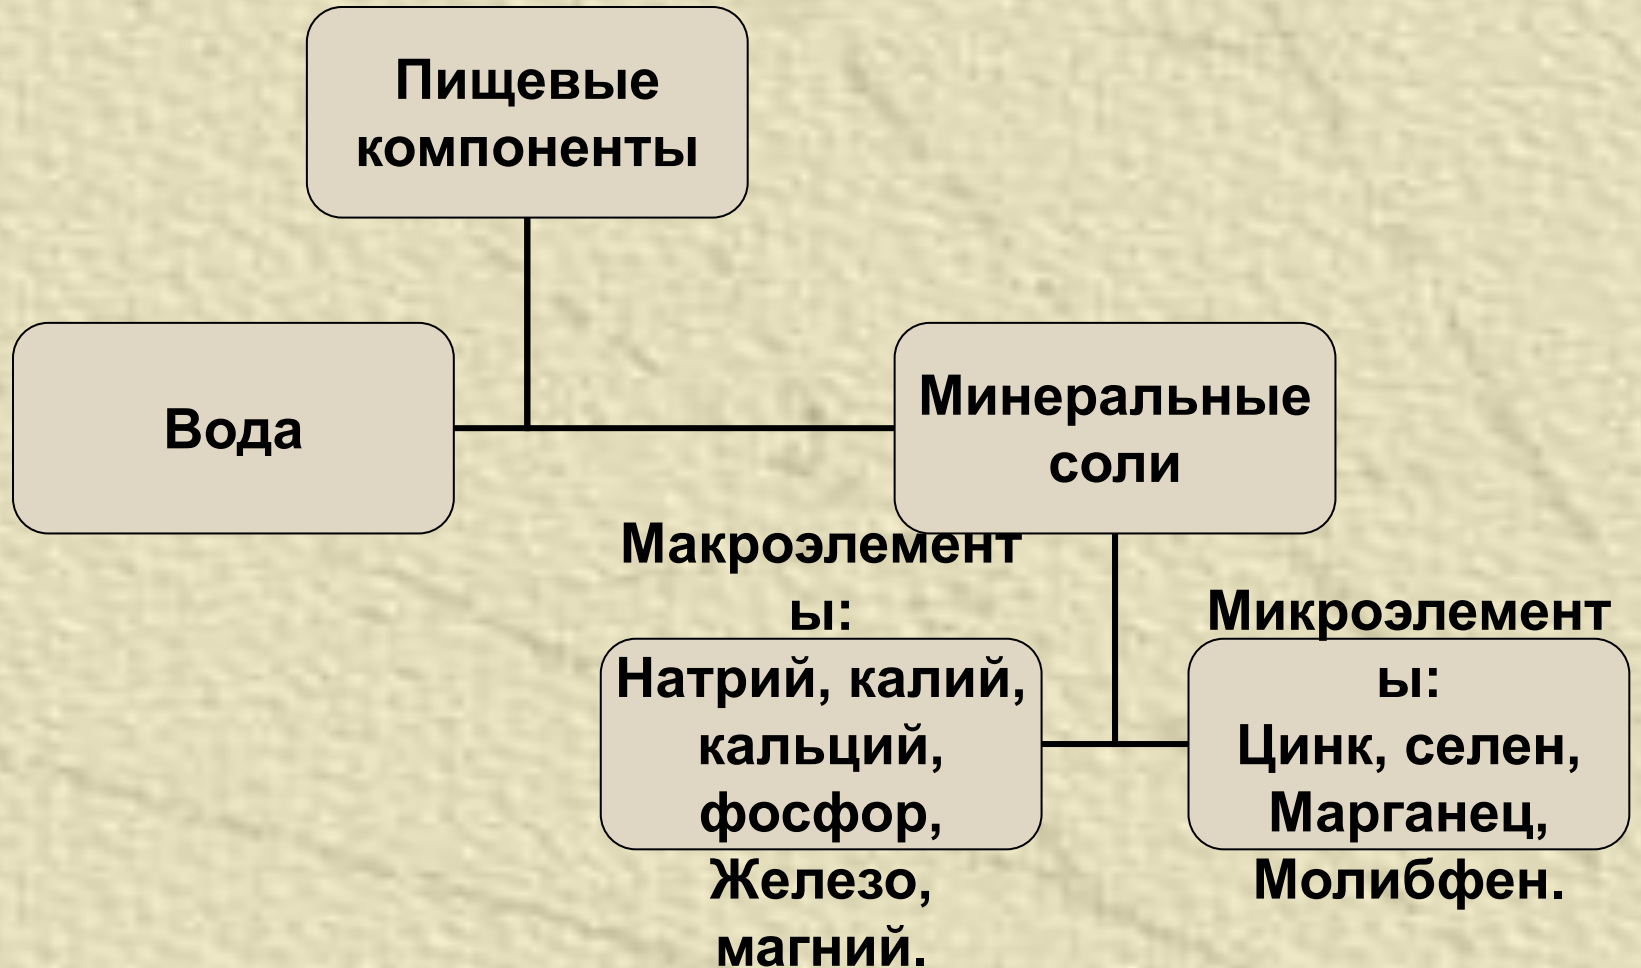 Пищевые
компоненты
Вода
Минеральные
соли
Макроэлемент
ы:
Натрий, калий,
кальций,
фосфор,
Железо,
магний.
Микроэлемент
ы:
Цинк, селен,
Марганец,
Молибфен.